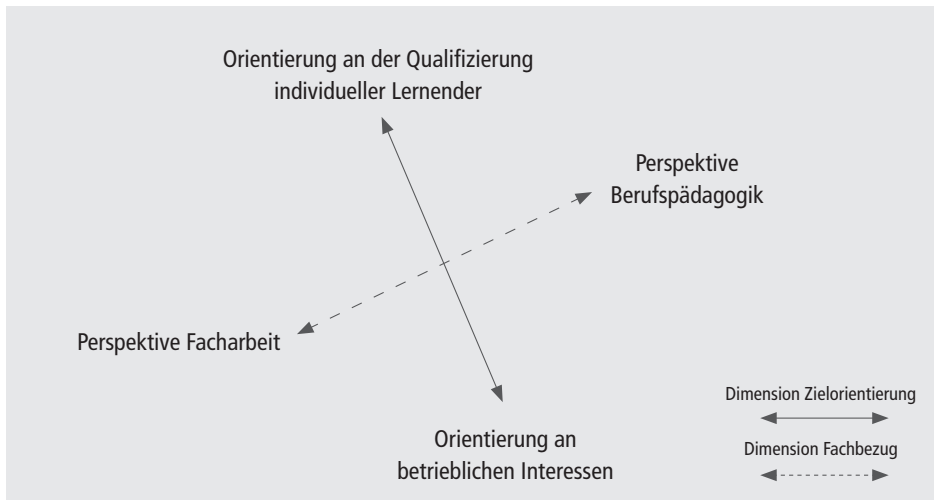 Orientierung an der Qualifizierung
individueller Lernender
Perspektive
Berufspädagogik
Perspektive Facharbeit
Orientierung an
betrieblichen Interessen
Dimension Zielorientierung
Dimension Fachbezug